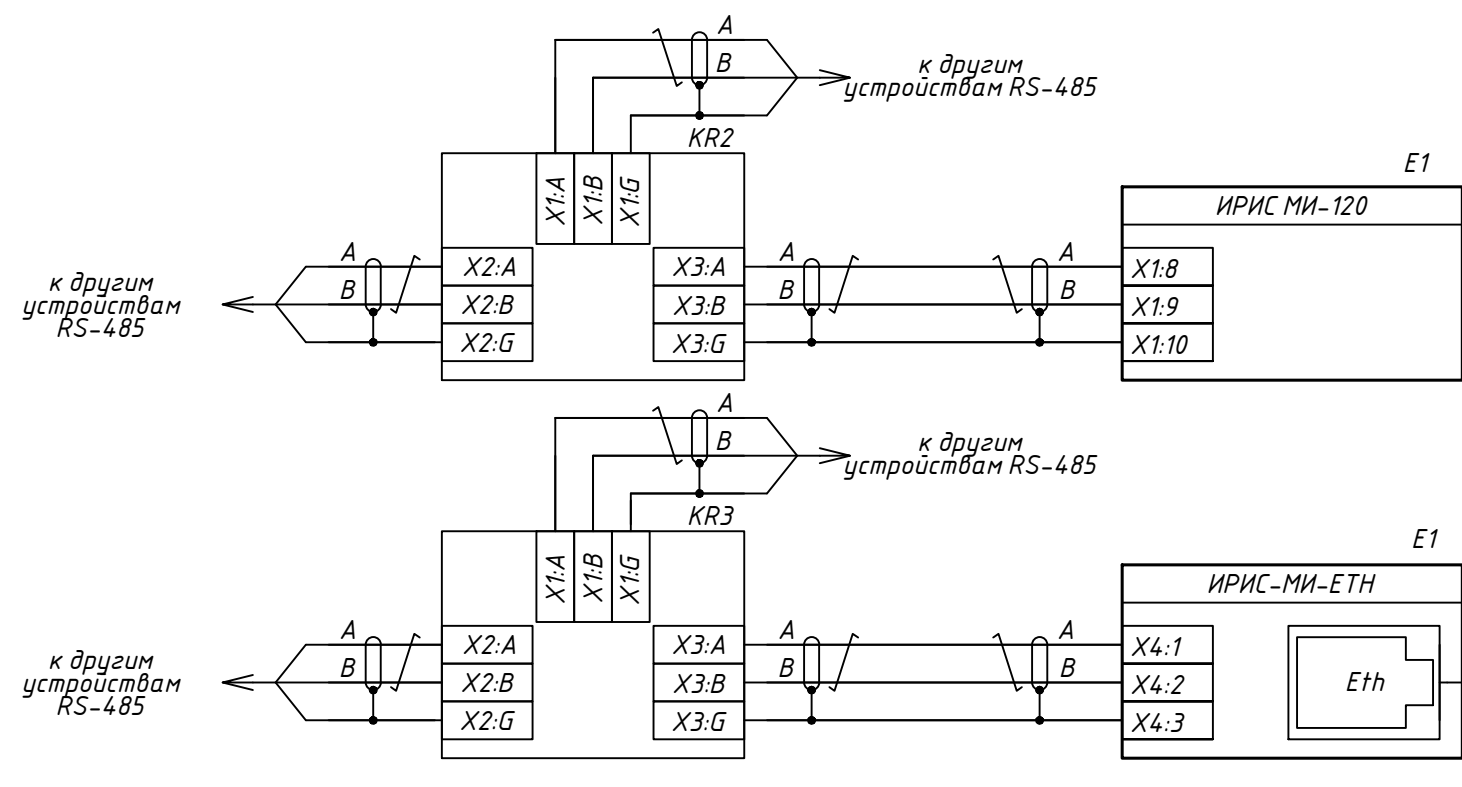 A
B
к другим
устройствам RS-485
KR2
E1
X1:A
X1:B
X1:G
ИРИС МИ-120
к другим
устройствам
RS-485
A
B
X2:A
X2:B
X2:G
X3:A
X3:B
X3:G
A
B
A
B
X1:8
X1:9
X1:10
A
B
к другим
устройствам RS-485
KR3
E1
X1:A
X1:B
X1:G
ИРИС-МИ-ETH
к другим
устройствам
RS-485
A
B
X2:A
X2:B
X2:G
X3:A
X3:B
X3:G
A
B
A
B
X4:1
X4:2
X4:3
Eth